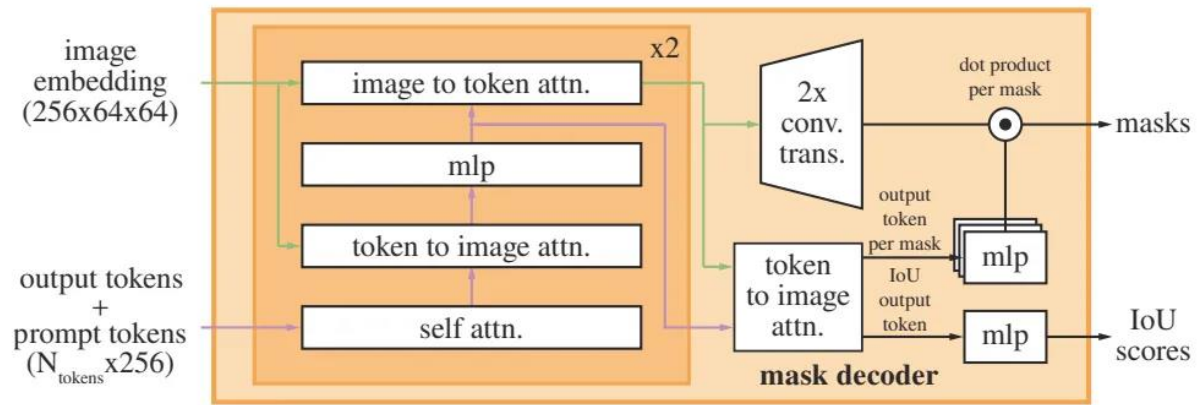 image
embedding
(256x64x64)
output tokens
+
prompt tokens
(N_tokens x256)
x2
image to token attn.
mlp
token to image attn.
self attn.
2x
conv.
trans.
dot product
per mask
masks
token
to image
attn.
output
token
per mask
mlp
IoU
output
token
mlp
IoU
scores
mask decoder